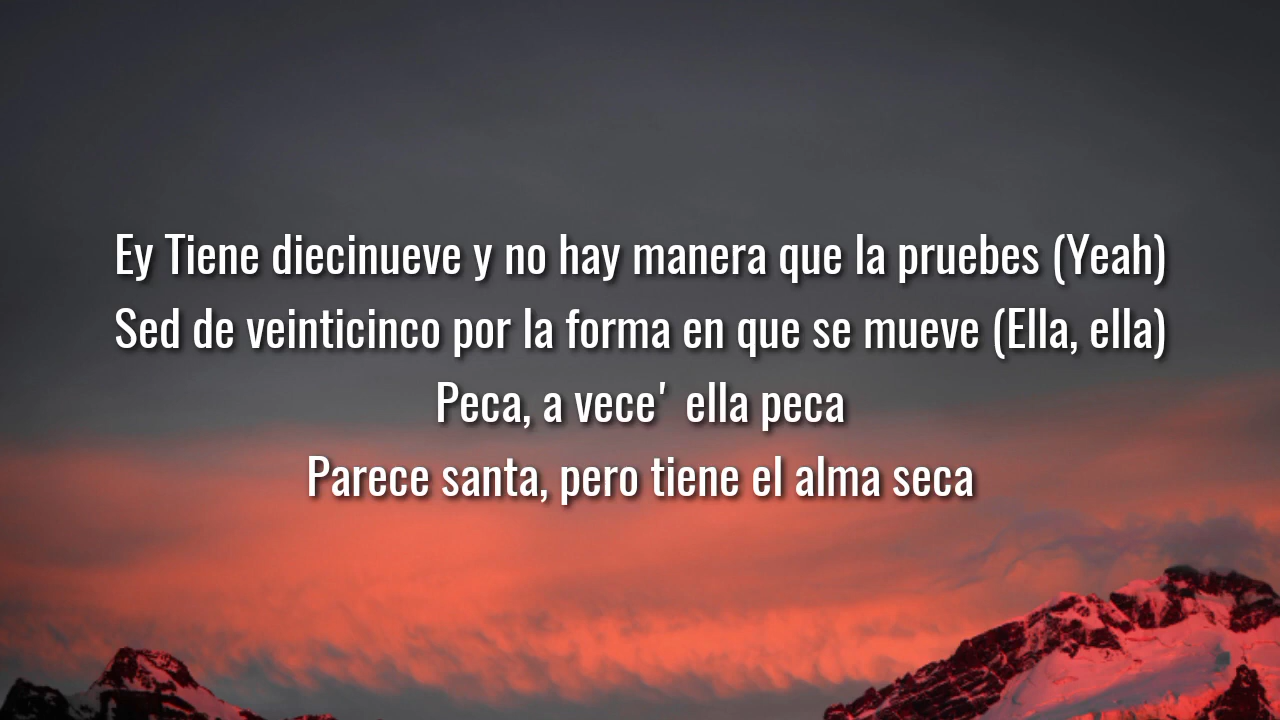 Ey Tiene diecinueve y no hay manera que la pruebes (Yeah)
Sed de veinticinco por la forma en que se mueve (Ella, ella)
Peca, a vece' ella peca
Parece santa, pero tiene el alma seca